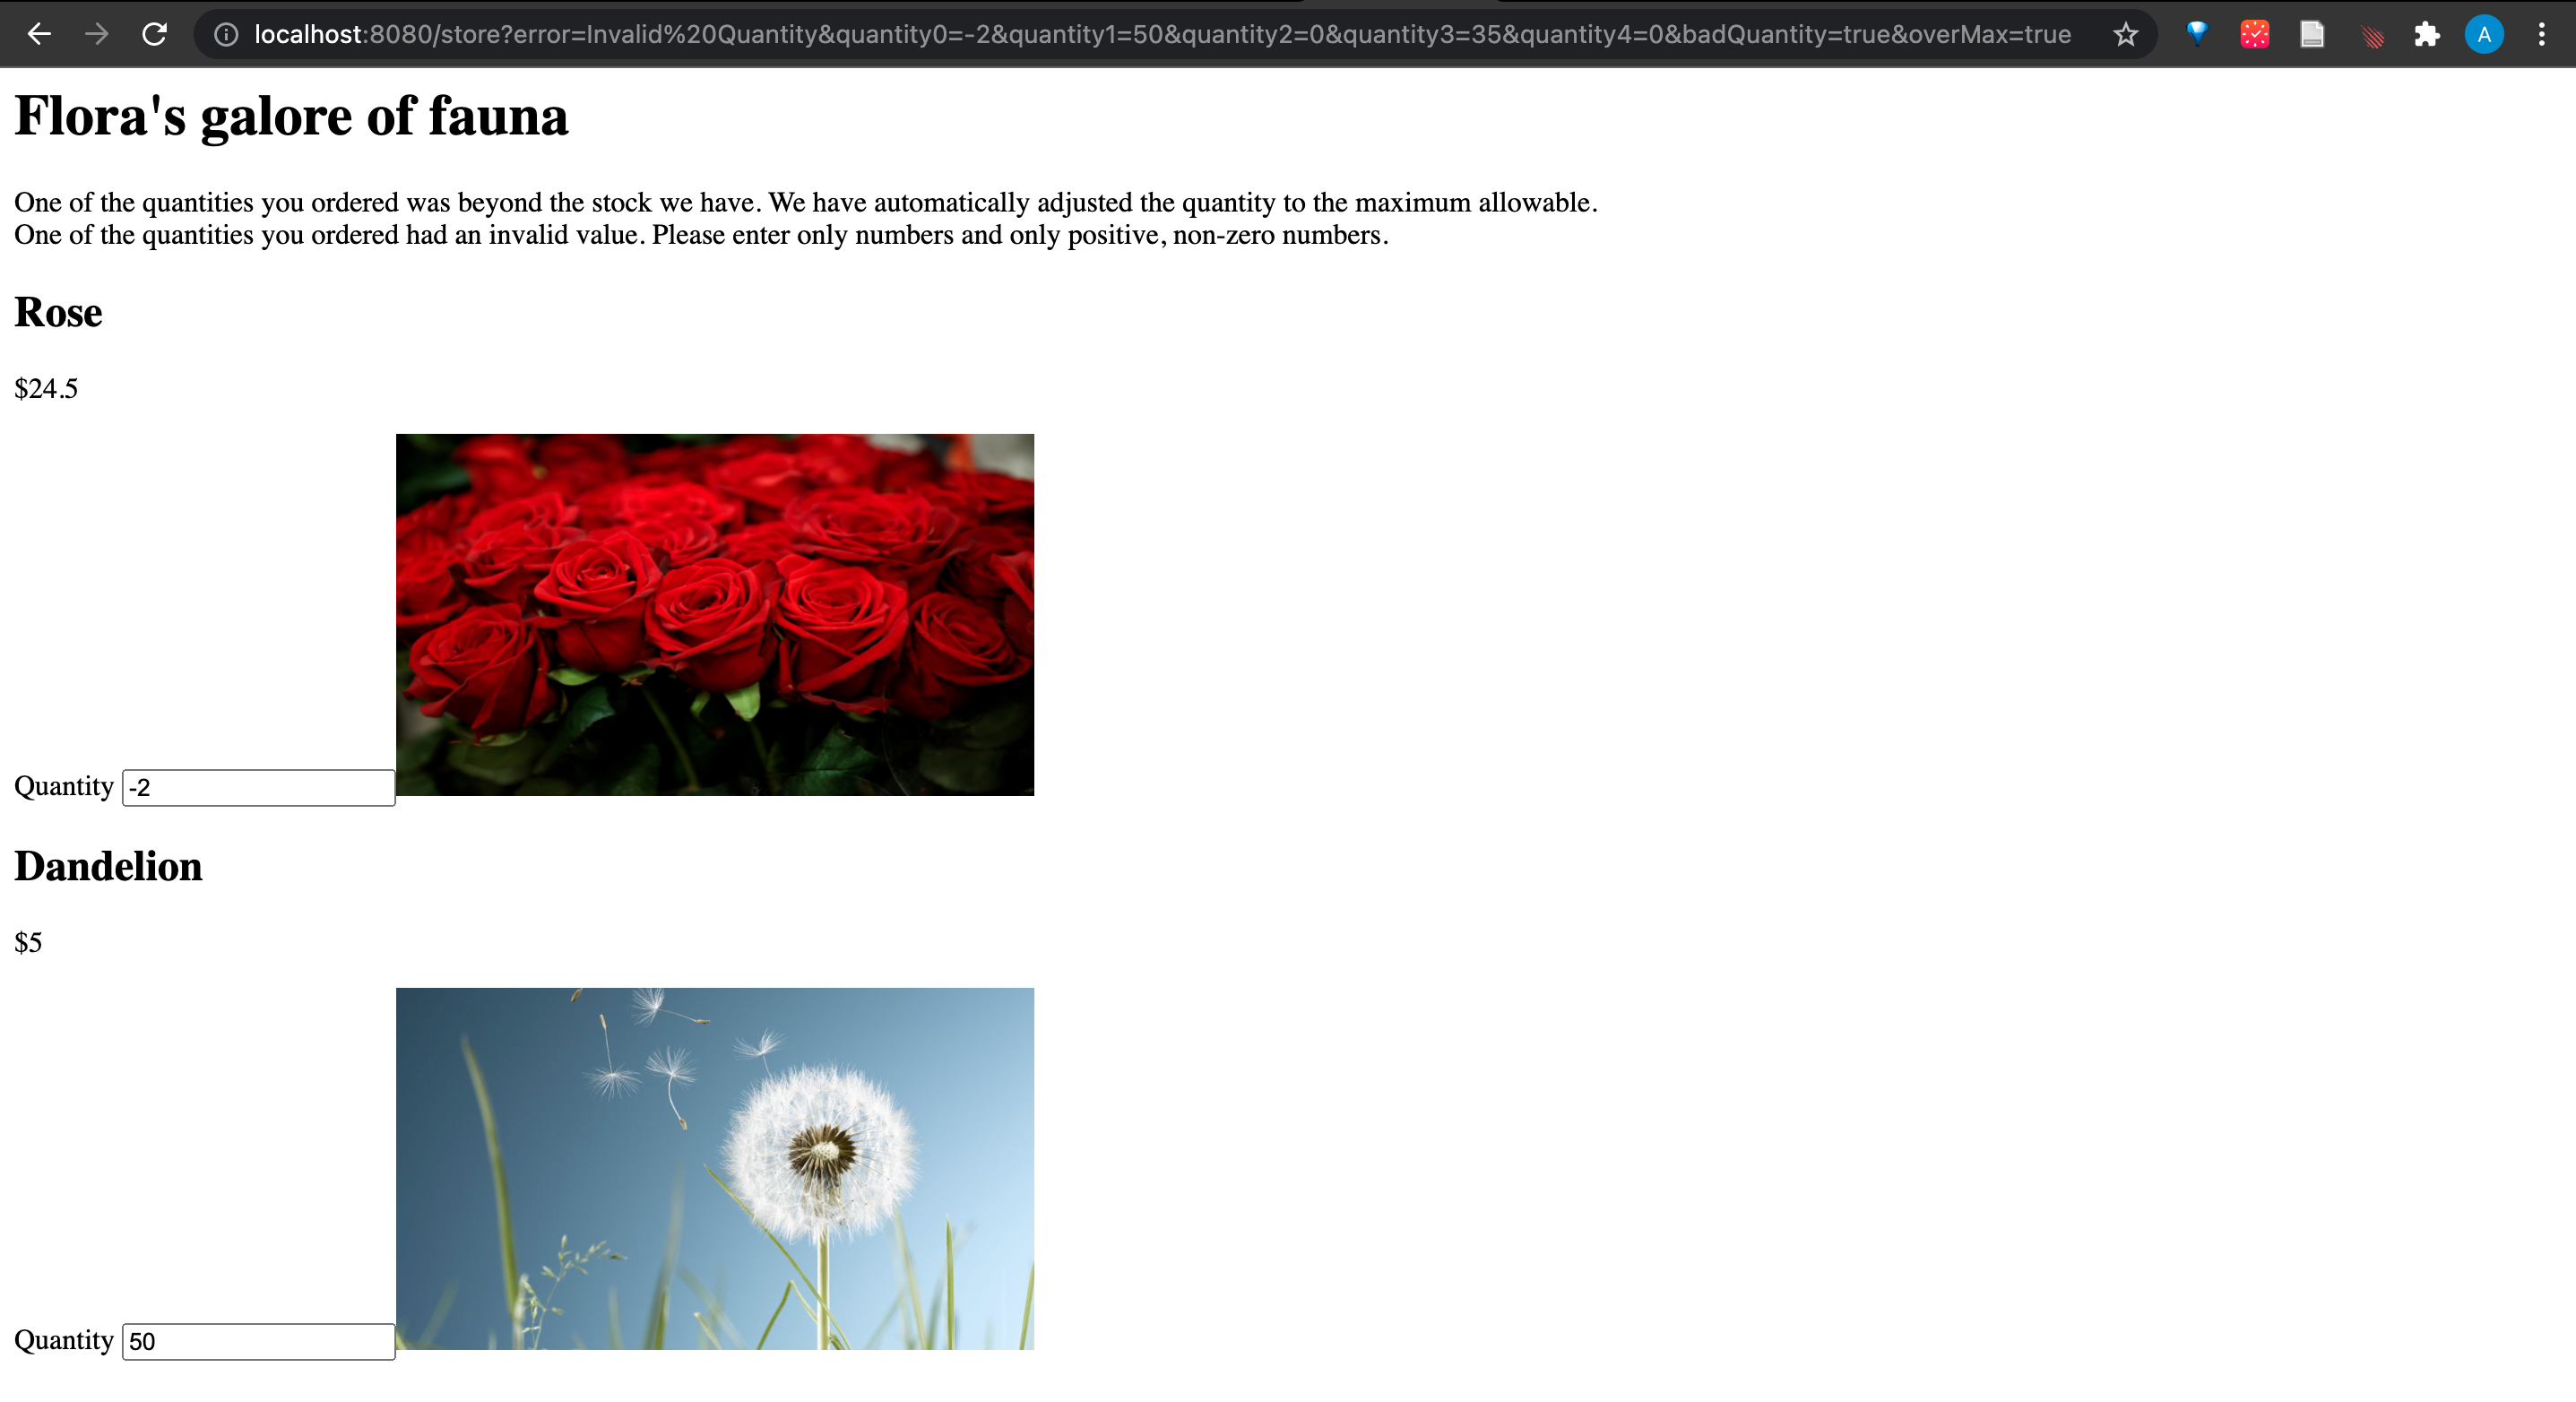 localhost:8080/store?error=Invalid%20Quantity&quantity0=-2&quantity1=50&quantity2=0&quantity3=35&quantity4=0&badQuantity=true&overMax=true
A
Flora's galore of fauna
One of the quantities you ordered was beyond the stock we have. We have automatically adjusted the quantity to the maximum allowable.
One of the quantities you ordered had an invalid value. Please enter only numbers and only positive, non-zero numbers.
Rose
$24.5
Quantity -2
Dandelion
$5
Quantity 50